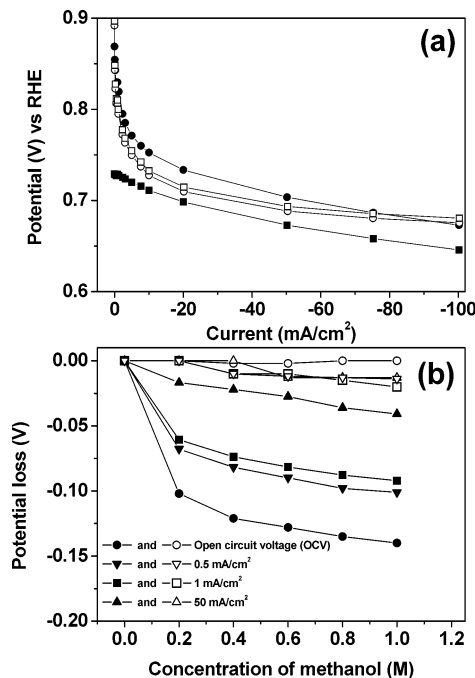 (a)
Potential (V) vs RHE
0.9
0.8
0.7
0.6
0 -20 -40 -60 -80 -100
Current (mA/cm²)
(b)
Potential loss (V)
0.00
-0.05
-0.10
-0.15
-0.20
and Open circuit voltage (OCV)
and 0.5 mA/cm²
and 1 mA/cm²
and 50 mA/cm²
0.0 0.2 0.4 0.6 0.8 1.0 1.2
Concentration of methanol (M)